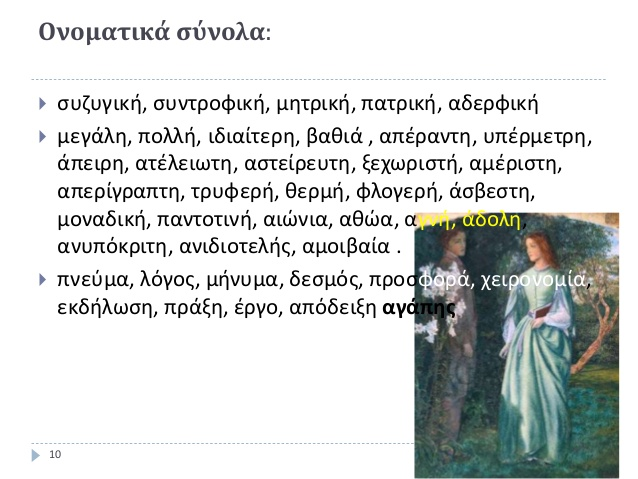 Ονοματικά σύνολα:
συζυγική, συντροφική, μητρική, πατρική, αδερφική
μεγάλη, πολλή, ιδιαίτερη, βαθιά , απέραντη, υπέρμετρη,
άπειρη, ατέλειωτη, αστείρευτη, ξεχωριστή, αμέριστη,
απερίγραπτη, τρυφερή, θερμή, φλογερή, άσβεστη,
μοναδική, παντοτινή, αιώνια, αθώα, αγνή, άδολη,
ανυπόκριτη, ανιδιοτελής, αμοιβαία .
πνεύμα, λόγος, μήνυμα, δεσμός, προσφορά, χειρονομία,
εκδήλωση, πράξη, έργο, απόδειξη αγάπης
10